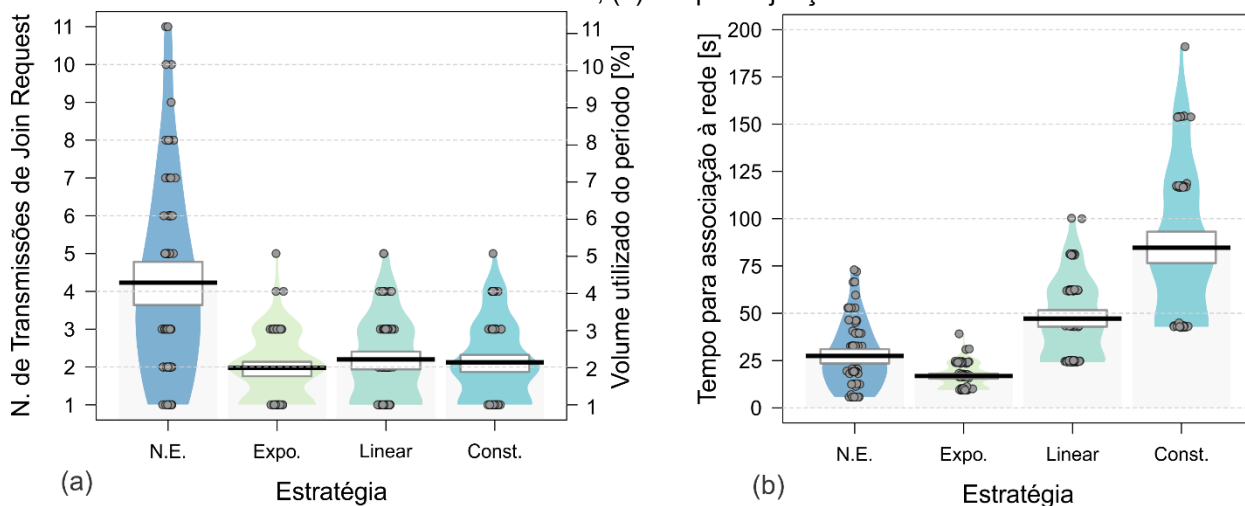 N. de Transmissões de Join Request
11
10
9
8
7
6
5
4
3
2
1
11
10
9
8
7
6
5
4
3
2
1
Volume utilizado do período [%]
N.E.
Expo.
Linear
Const.
(a)
Estratégia
Tempo para associação à rede [s]
200
175
150
125
100
75
50
25
0
N.E.
Expo.
Linear
Const.
(b)
Estratégia